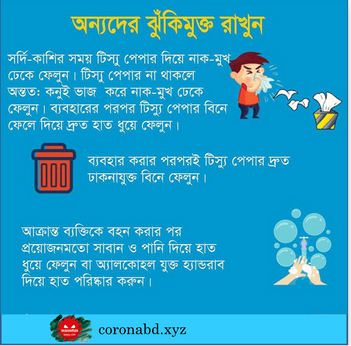 অন্যদের ঝুঁকিমুক্ত রাখুন
সর্দি-কাশির সময় টিস্যু পেপার দিয়ে নাক-মুখ
ঢেকে ফেলুন। টিস্যু পেপার না থাকলে
অন্তত: কনুই ভাজ করে নাক-মুখ ঢেকে
ফেলুন। ব্যবহারের পরপর টিস্যু পেপার বিনে
ফেলে দিয়ে দ্রুত হাত ধুয়ে ফেলুন।
ব্যবহার করার পরপরই টিস্যু পেপার দ্রুত
ঢাকনাযুক্ত বিনে ফেলুন।
আক্রান্ত ব্যক্তিকে বহন করার পর
প্রয়োজনমতো সাবান ও পানি দিয়ে হাত
ধুয়ে ফেলুন বা অ্যালকোহল যুক্ত হ্যান্ডরাব
দিয়ে হাত পরিষ্কার করুন।
coronabd.xyz